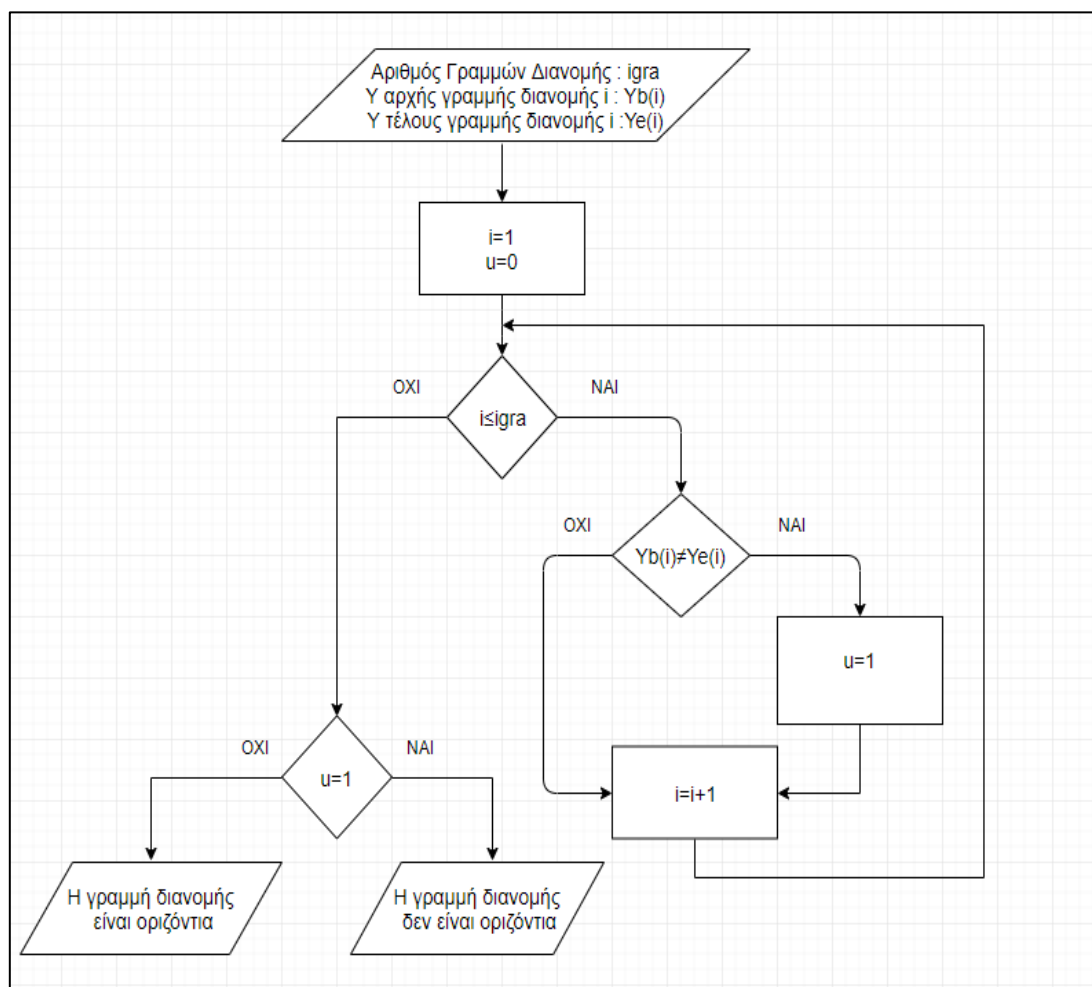 Αριθμός Γραμμών Διανομής : igra
Υ αρχής γραμμής διανομής i : Yb(i)
Υ τέλους γραμμής διανομής i :Ye(i)
i=1
u=0
ΟΧΙ
ΝΑΙ
i≤igra
ΟΧΙ
ΝΑΙ
Yb(i)≠Ye(i)
u=1
ΟΧΙ
ΝΑΙ
u=1
i=i+1
Η γραμμή διανομής
είναι οριζόντια
Η γραμμή διανομής
δεν είναι οριζόντια